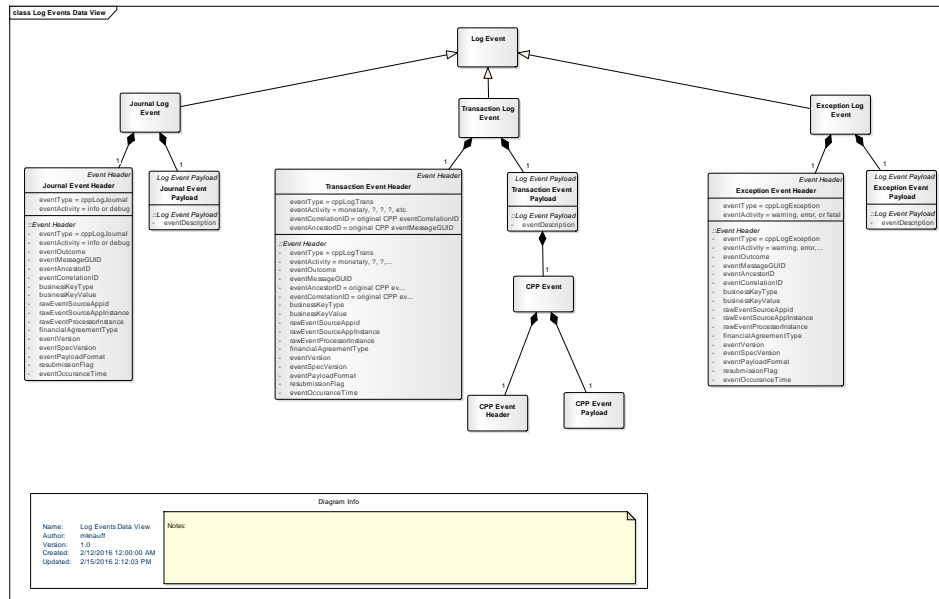 class Log Events Data View
Log Event
Journal Log
Event
Transaction Log
Event
Exception Log
Event
1
1
1
1
1
1
Event Header
Journal Event Header
eventType = cppLogJournal
eventActivity = info or debug
::Event Header
- eventType = cppLogJournal
- eventActivity = info or debug
- eventOutcome
- eventMessageGUID
- eventAncestorID
- eventCorrelationID
- businessKeyType
- businessKeyValue
- rawEventSourceAppid
- rawEventSourceAppInstance
- rawEventProcessorInstance
- financialAgreementType
- eventVersion
- eventSpecVersion
- eventPayloadFormat
- resubmissionFlag
- eventOccuranceTime
Log Event Payload
Journal Event
Payload
::Log Event Payload
- eventDescription
Event Header
Transaction Event Header
eventType = cppLogTrans
eventActivity = monetary, ?, ?, ?, etc.
eventCorrelationID = original CPP eventCorrelationID
eventAncestorID = original CPP eventMessageGUID
::Event Header
- eventType = cppLogTrans
- eventActivity = monetary, ?, ?,...
- eventOutcome
- eventMessageGUID
- eventAncestorID = original CPP ev...
- eventCorrelationID = original CPP ev...
- businessKeyType
- businessKeyValue
- rawEventSourceAppid
- rawEventSourceAppInstance
- rawEventProcessorInstance
- financialAgreementType
- eventVersion
- eventSpecVersion
- eventPayloadFormat
- resubmissionFlag
- eventOccuranceTime
Log Event Payload
Transaction Event
Payload
::Log Event Payload
- eventDescription
1
CPP Event
1
1
CPP Event
Header
CPP Event
Payload
Event Header
Exception Event Header
eventType = cppLogException
eventActivity = warning, error, or fatal
::Event Header
- eventType = cppLogException
- eventActivity = warning, error,...
- eventOutcome
- eventMessageGUID
- eventAncestorID
- eventCorrelationID
- businessKeyType
- businessKeyValue
- rawEventSourceAppid
- rawEventSourceAppInstance
- rawEventProcessorInstance
- financialAgreementType
- eventVersion
- eventSpecVersion
- eventPayloadFormat
- resubmissionFlag
- eventOccuranceTime
Log Event Payload
Exception Event
Payload
::Log Event Payload
- eventDescription
Diagram Info
Name: Log Events Data View
Author: mknauff
Version: 1.0
Created: 2/12/2016 12:00:00 AM
Updated: 2/15/2016 2:12:03 PM
Notes: